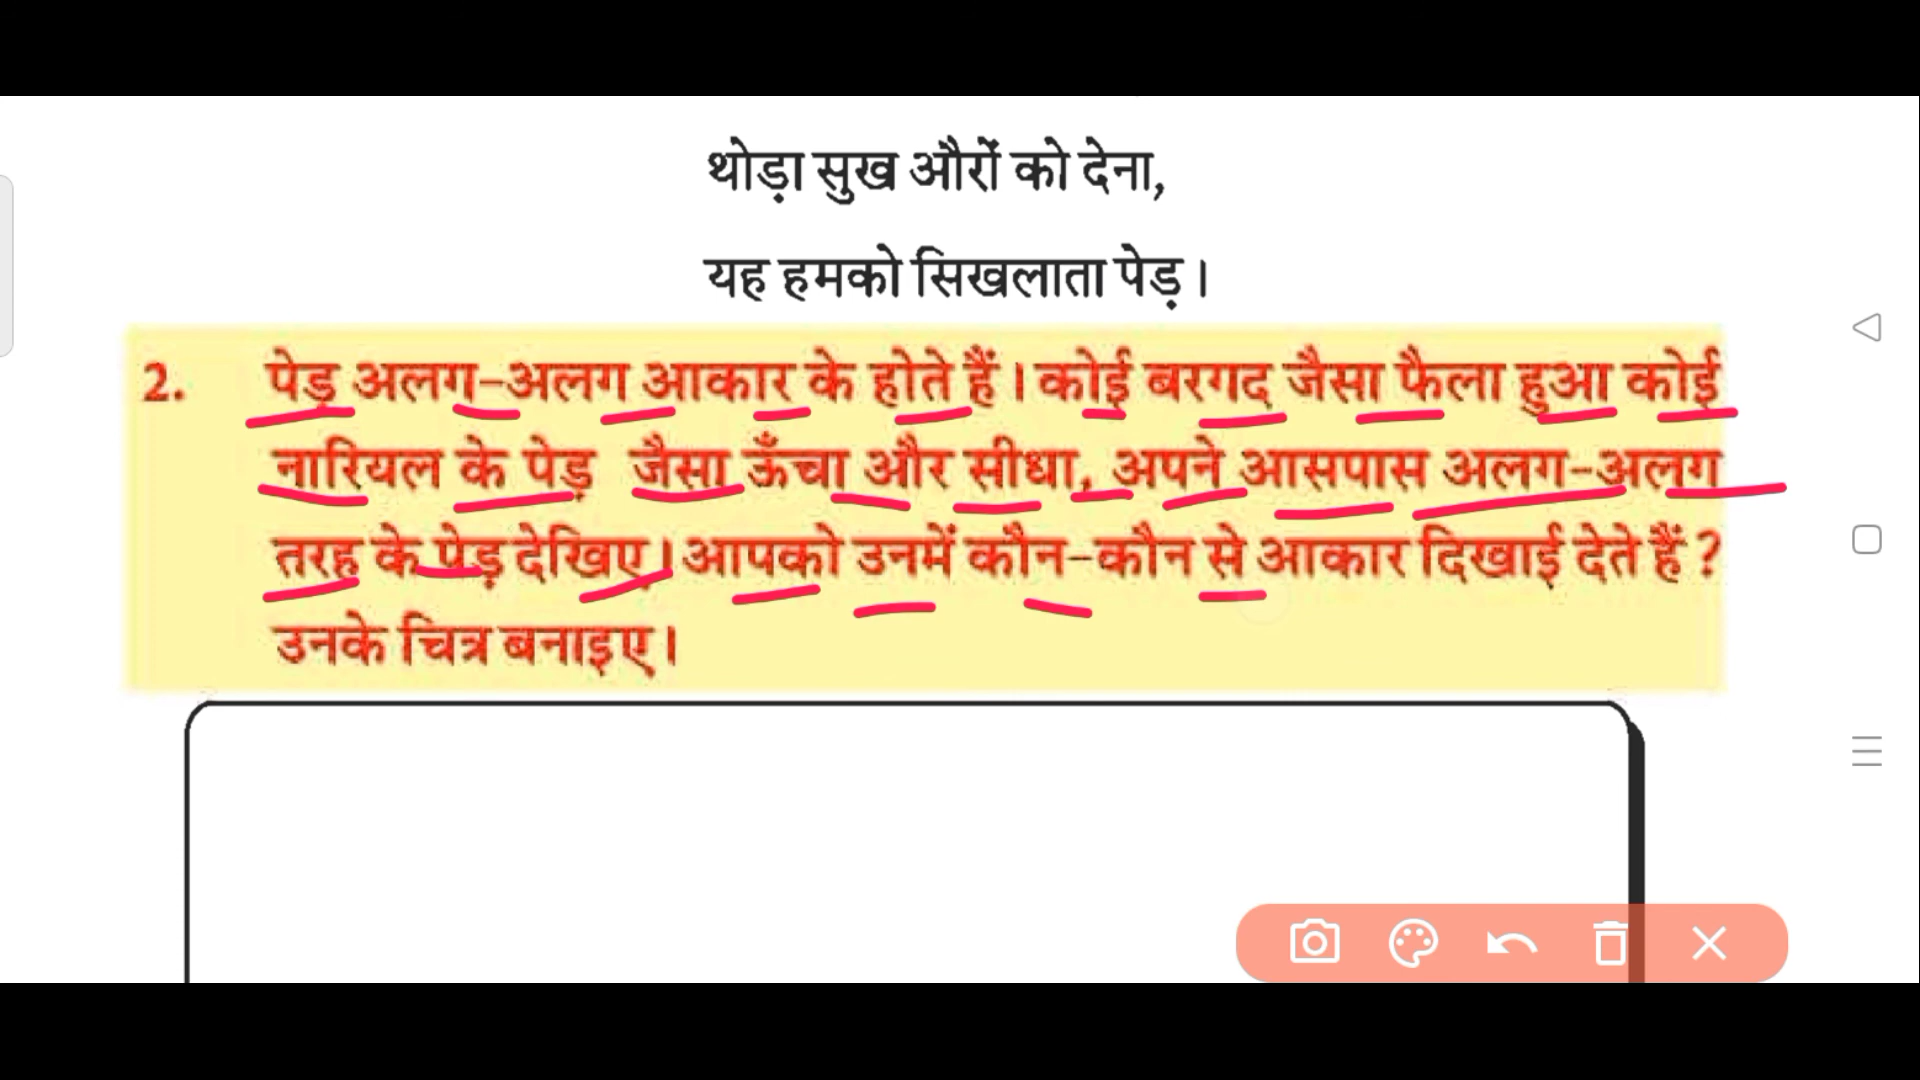 थोड़ा सुख औरों को देना,
यह हमको सिखलाता पेड़।
2. पेड़ अलग-अलग आकार के होते हैं। कोई बरगद जैसा फैला हुआ कोई
नारियल के पेड़ जैसा ऊँचा और सीधा, अपने आसपास अलग-अलग
तरह के पेड़ देखिए। आपको उनमें कौन-कौन से आकार दिखाई देते हैं ?
उनके चित्र बनाइए।